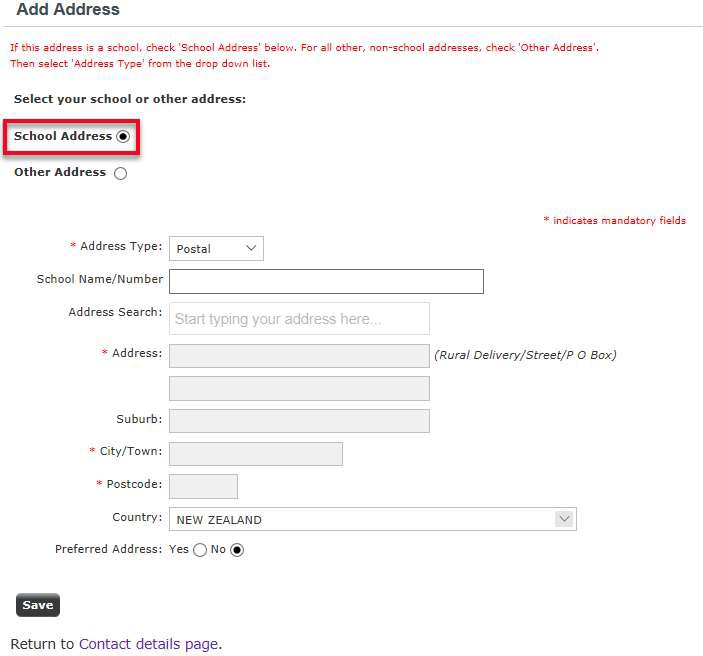 Add Address
If this address is a school, check 'School Address' below. For all other, non-school addresses, check 'Other Address'.
Then select 'Address Type' from the drop down list.
Select your school or other address:
School Address
Other Address
* indicates mandatory fields
* Address Type: Postal
School Name/Number
Address Search: Start typing your address here...
* Address: (Rural Delivery/Street/P O Box)
Suburb:
* City/Town:
* Postcode:
Country: NEW ZEALAND
Preferred Address: Yes No
Save
Return to Contact details page.